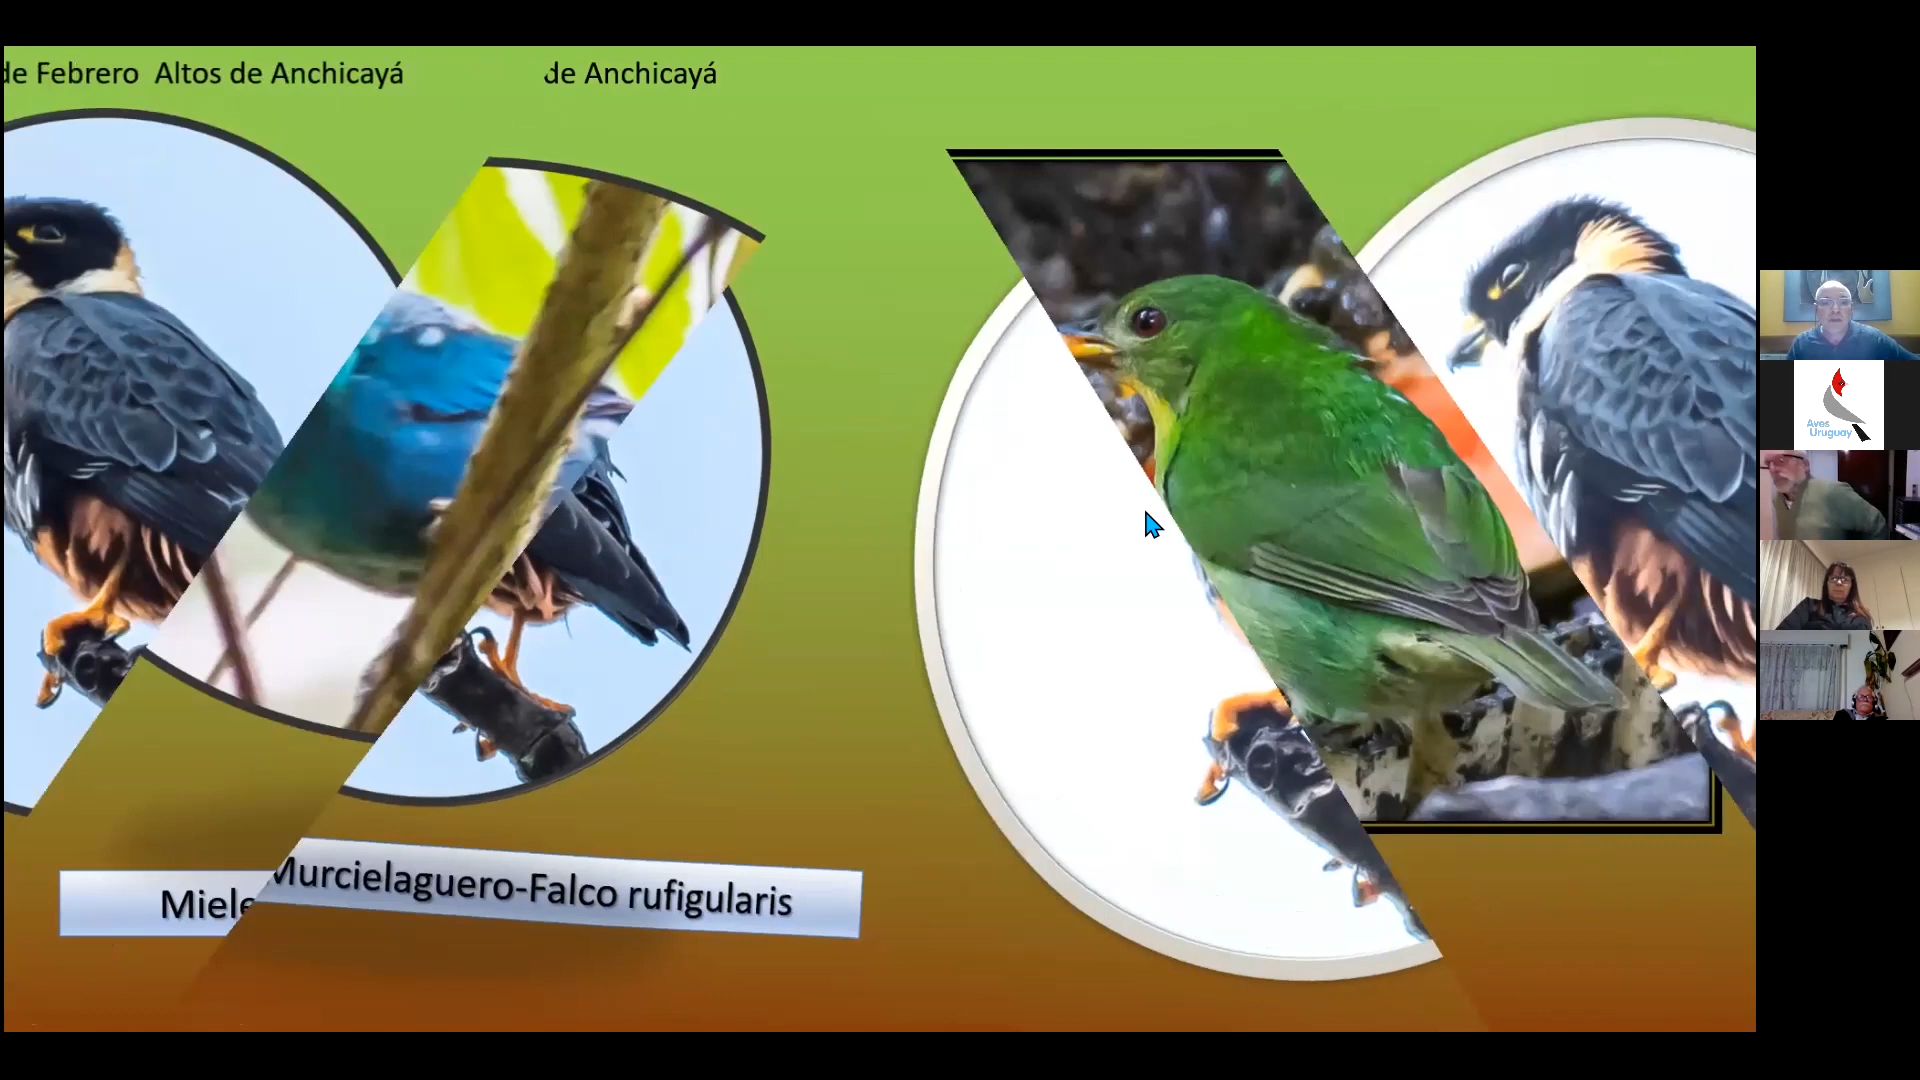 de Febrero Altos de Anchicayá
de Anchicayá
Miele
Murcielaguero-Falco rufigularis
Aves
Uruguay